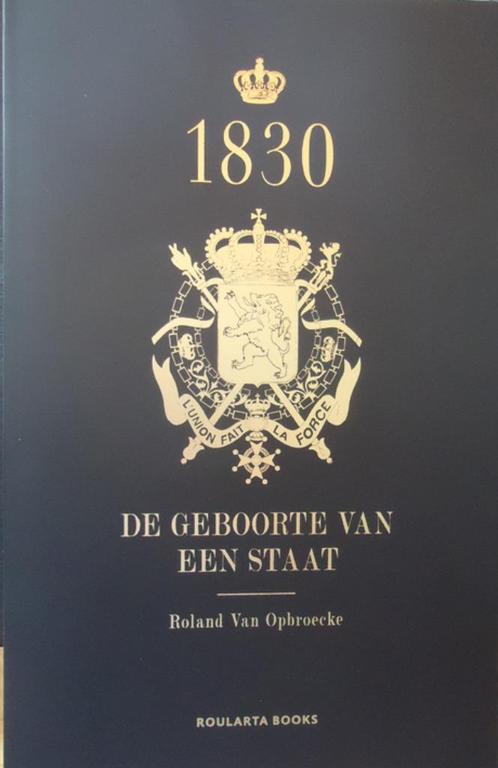 1830
L'UNION FAIT LA FORCE
DE GEBOORTE VAN
EEN STAAT
Roland Van Opbroecke
ROULARTA BOOKS